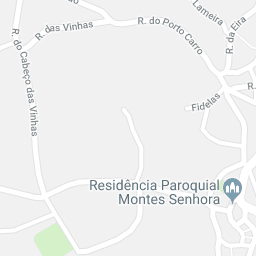 Lameira
R. do Porto Carro
R. das Vinhas
R. da Eira
R. do Cabeço das Vinhas
Fidelas
R.
Residência Paroquial
Montes Senhora